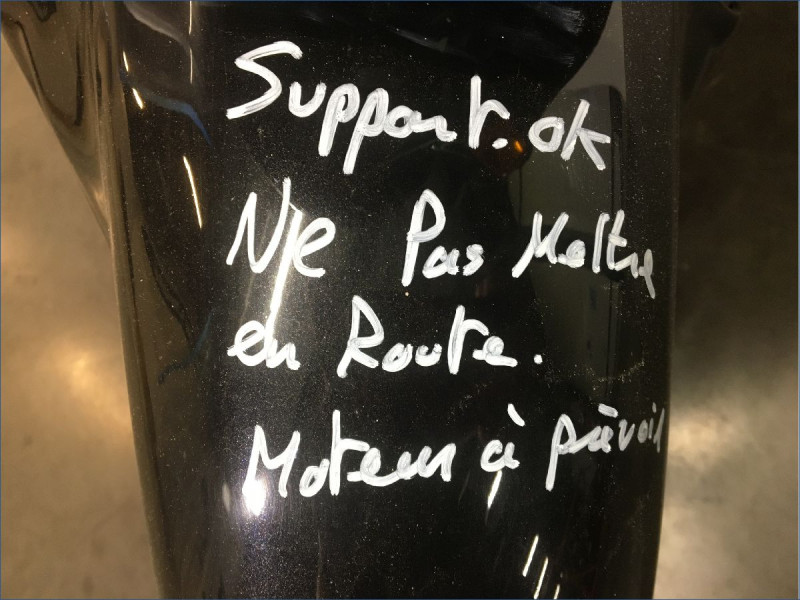 Support. ok
Ne Pas Mettre
en Route.
Moteur à prévoir